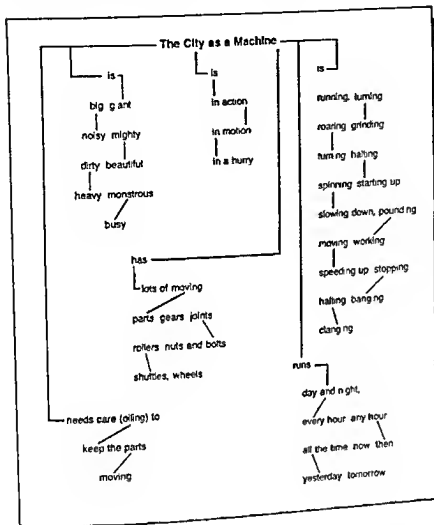 The City as a Machine
is
big giant
noisy mighty
dirty beautiful
heavy monstrous
busy
is
in action
in motion
in a hurry
is
running, turning
roaring grinding
turning halting
spinning starting up
slowing down, pounding
moving working
speeding up stopping
halting banging
clanging
has
lots of moving
parts gears joints
rollers nuts and bolts
shuttles, wheels
runs
day and night,
every hour any hour
all the time now then
yesterday tomorrow
needs care (oiling) to
keep the parts
moving